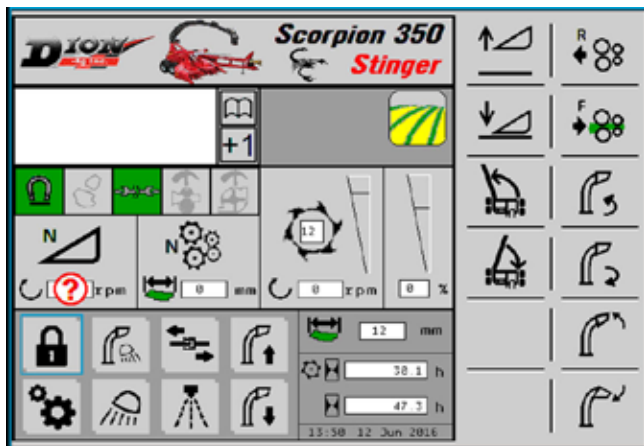 DION
Scorpion 350
Stinger
R
+1
F
12
N
N
? rpm
0 mm
0 rpm
0 %
1
12 mm
38.1 h
47.3 h
13:50 12 Jun 2016